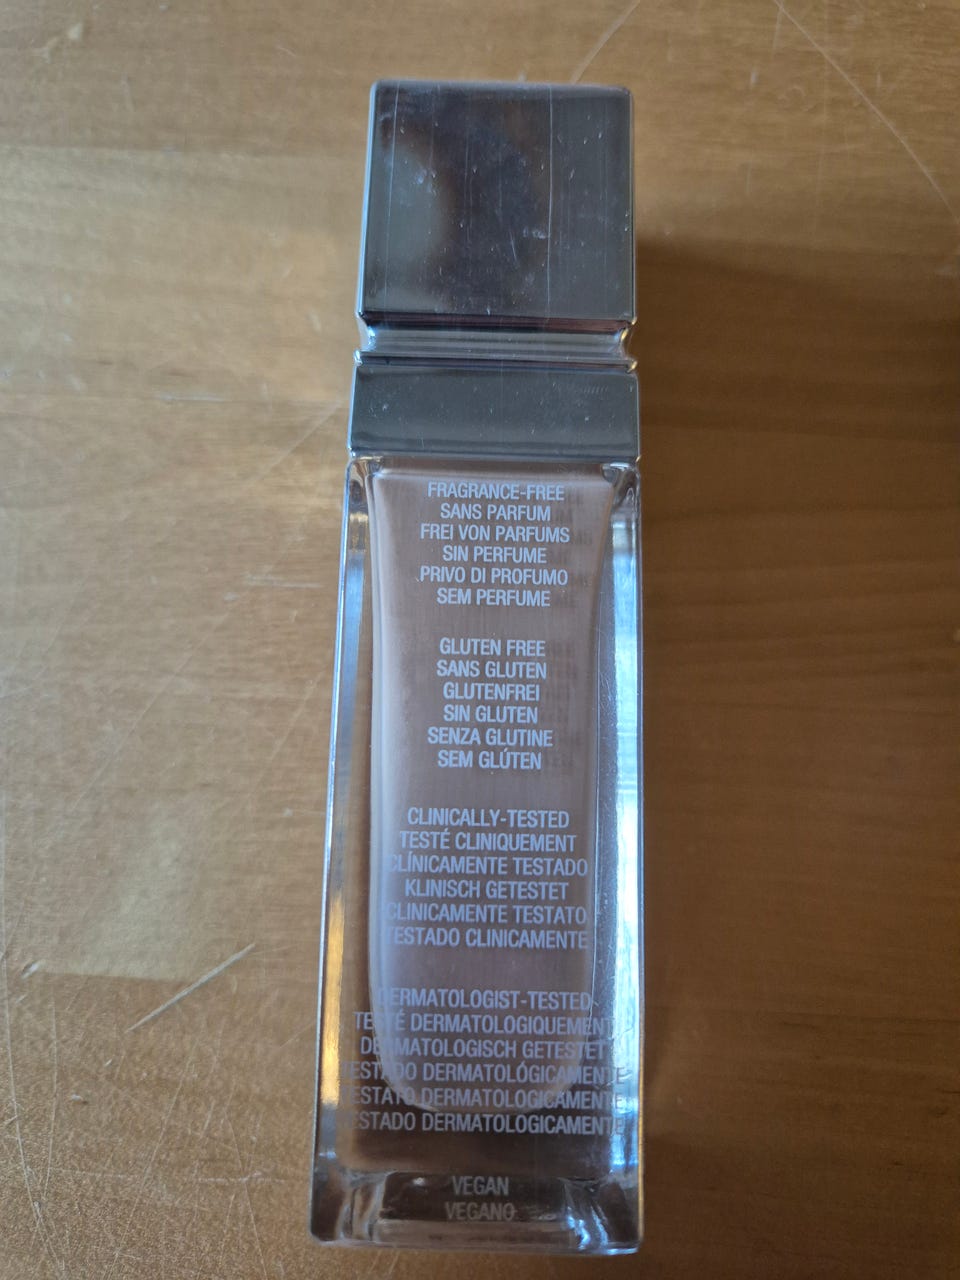 FRAGRANCE-FREE
SANS PARFUM
FREI VON PARFUMS
SIN PERFUME
PRIVO DI PROFUMO
SEM PERFUME
GLUTEN FREE
SANS GLUTEN
GLUTENFREI
SIN GLUTEN
SENZA GLUTINE
SEM GLÚTEN
CLINICALLY-TESTED
TESTÉ CLINIQUEMENT
CLÍNICAMENTE TESTADO
KLINISCH GETESTET
CLINICAMENTE TESTATO
TESTADO CLINICAMENTE
DERMATOLOGIST-TESTED
TESTÉ DERMATOLOGIQUEMENT
DERMATOLOGISCH GETESTET
TESTADO DERMATOLÓGICAMENTE
TESTATO DERMATOLOGICAMENTE
TESTADO DERMATOLOGICAMENTE
VEGAN
VEGANO